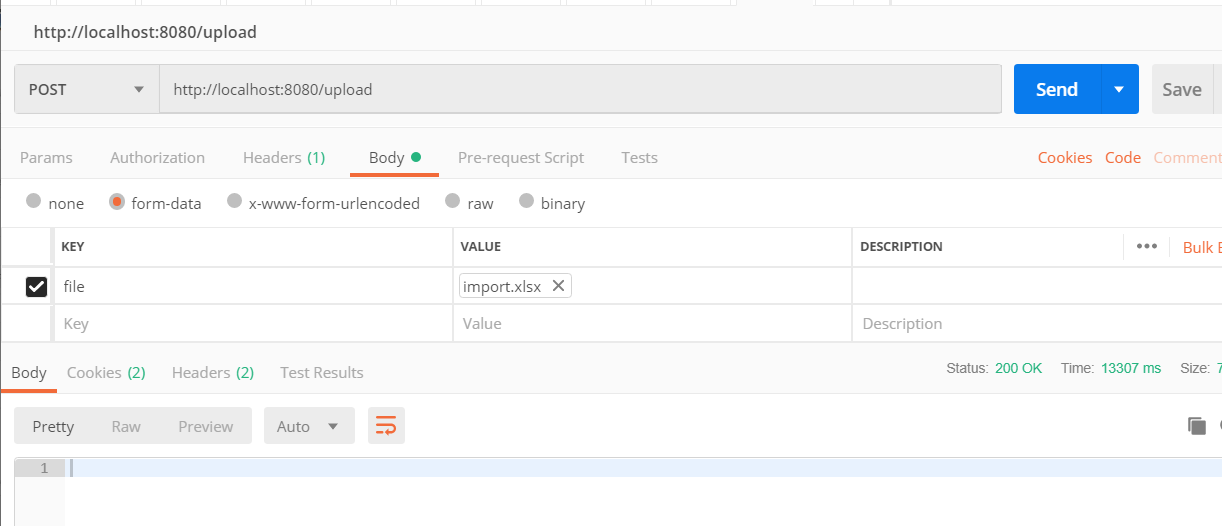 http://localhost:8080/upload
POST http://localhost:8080/upload Send Save
Params Authorization Headers (1) Body Pre-request Script Tests Cookies Code Comment
none form-data x-www-form-urlencoded raw binary
KEY VALUE DESCRIPTION ••• Bulk E
file import.xlsx
Key Value Description
Body Cookies (2) Headers (2) Test Results Status: 200 OK Time: 13307 ms Size: 7
Pretty Raw Preview Auto
1